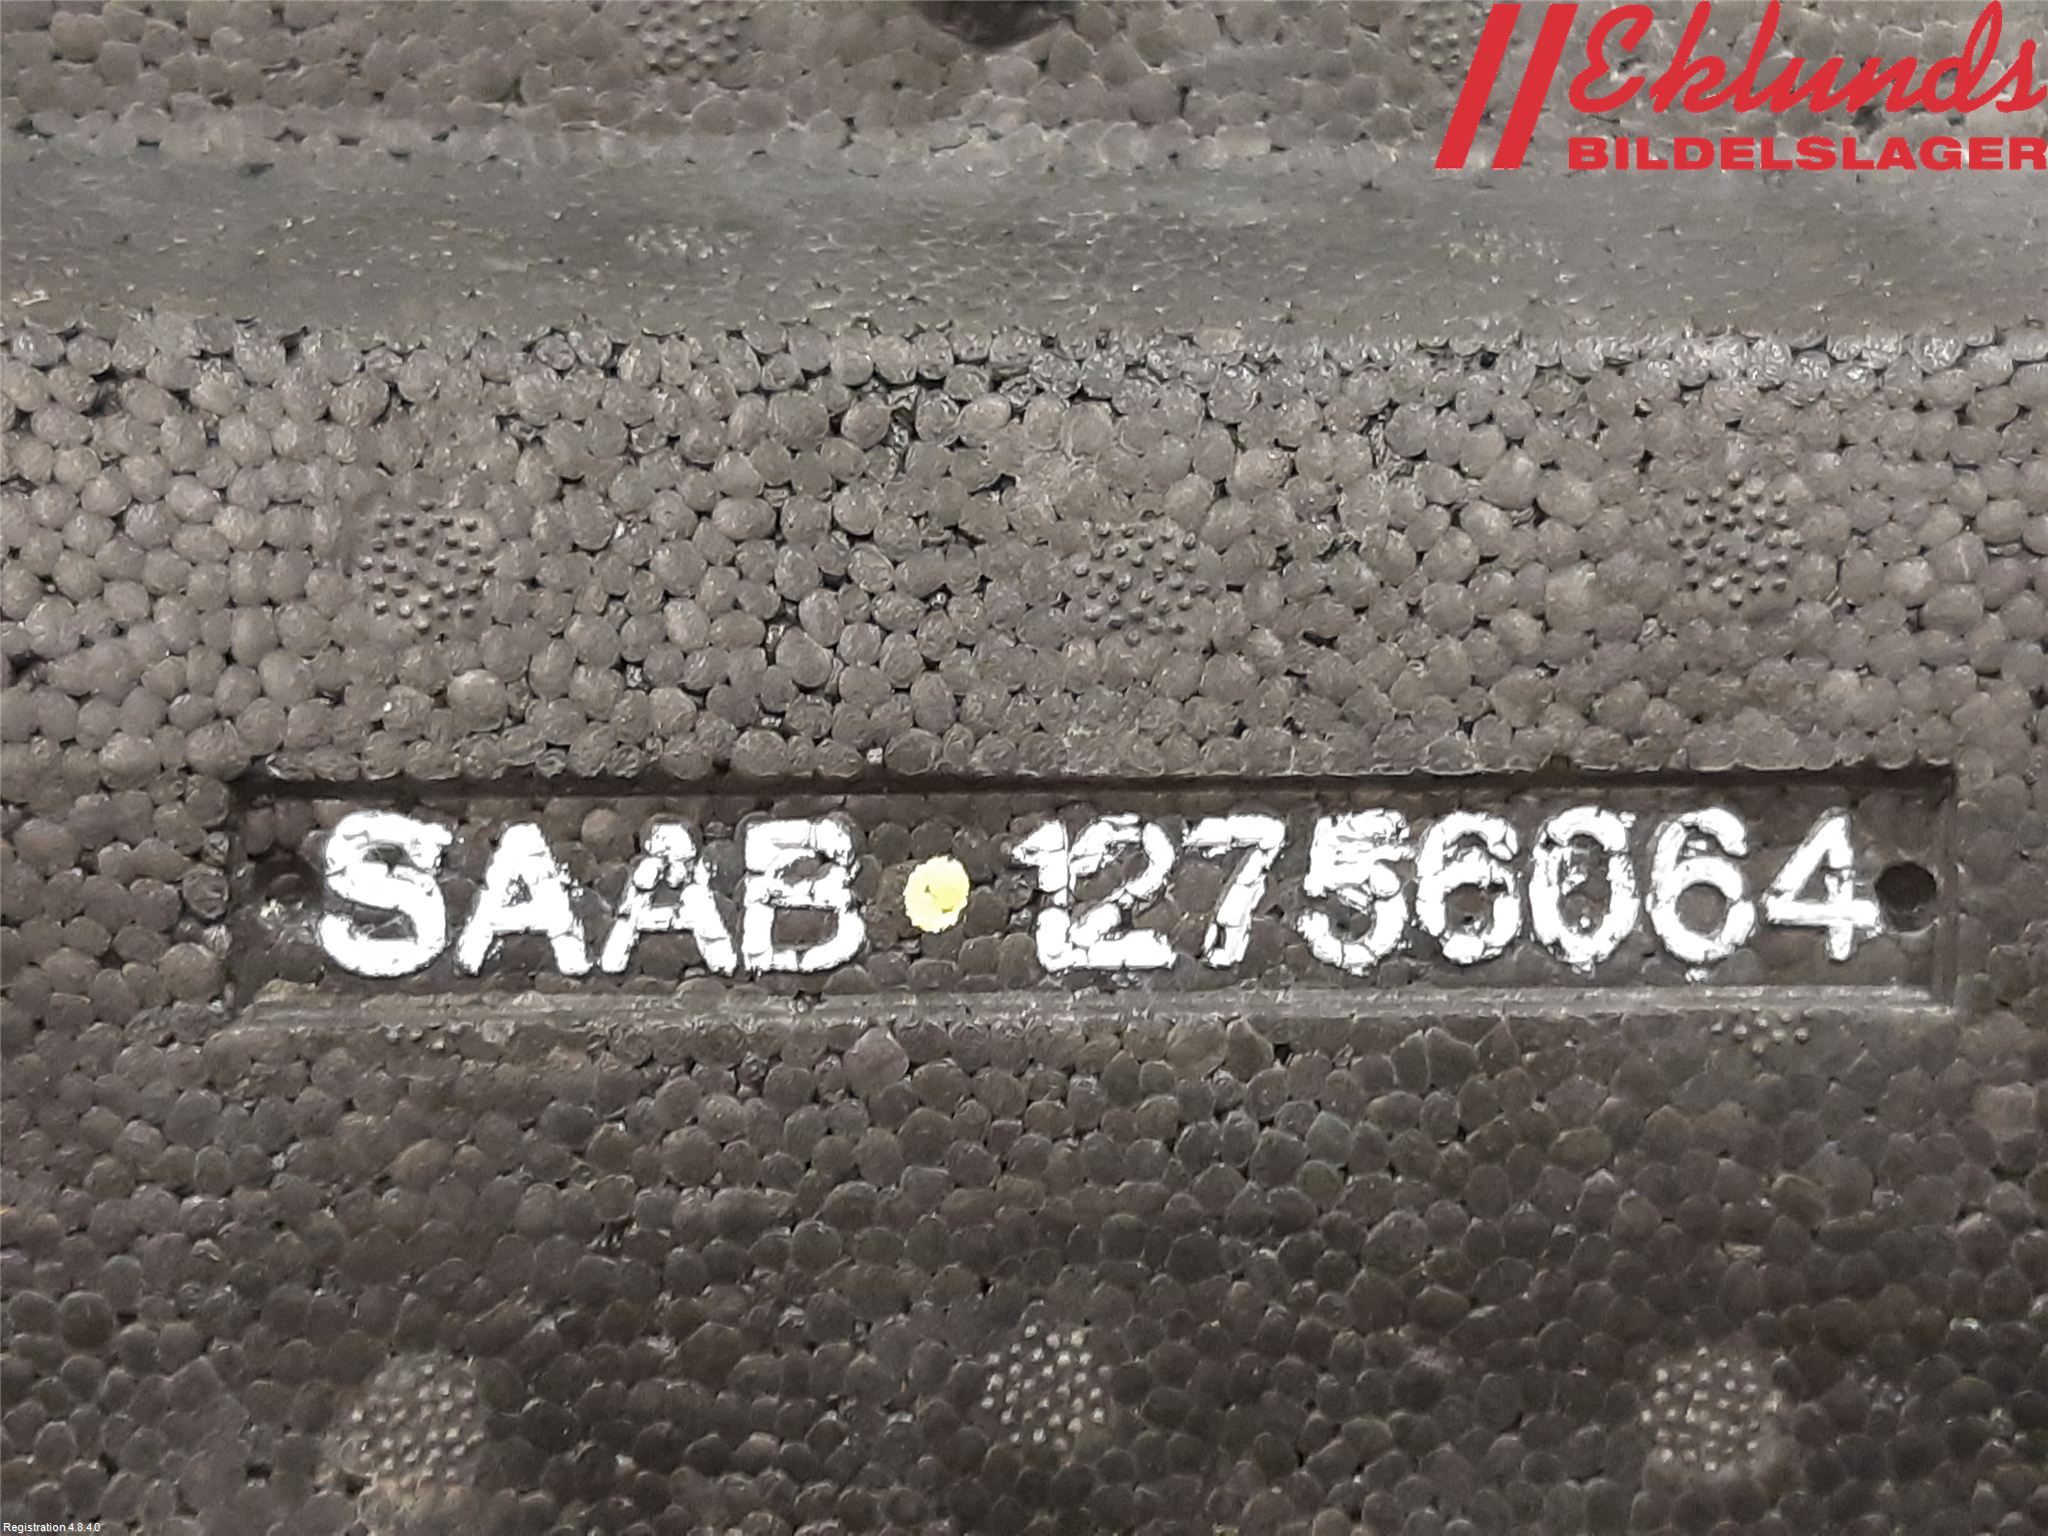 Eklunds
BILDELSLAGER
SAAB 12756064
Registration 4.8.4.0